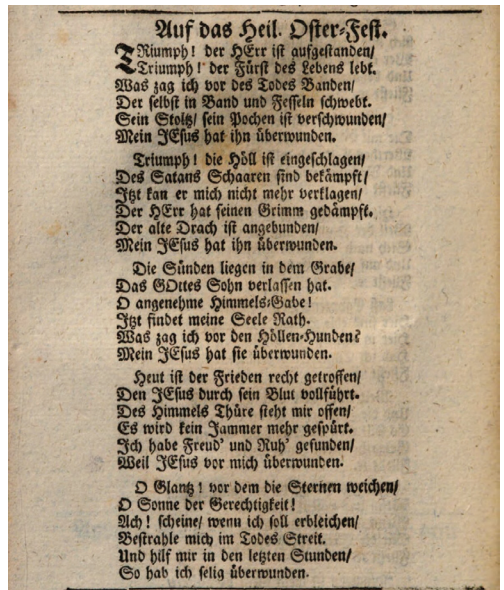 Auf das Heil. Oster-Fest.
TRiumph! der HErr ist aufgestanden/
Triumph! der Fürst des Lebens lebt.
Was zag ich vor des Todes Banden/
Der selbst in Band und Fesseln schwebt.
Sein Stoltz/ sein Pochen ist verschwunden/
Mein JEsus hat ihn überwunden.
Triumph! die Höll ist eingeschlagen/
Des Satans Schaaren sind bekämpft/
Jtzt kan er mich nicht mehr verklagen/
Der HErr hat seinen Grimm gedämpft.
Der alte Drach ist angebunden/
Mein JEsus hat ihn überwunden.
Die Sünden liegen in dem Grabe/
Das GOttes Sohn verlassen hat.
O angenehme Himmels-Gabe!
Jtzt findet meine Seele Rath.
Was zag ich vor den Höllen-Hunden?
Mein JEsus hat sie überwunden.
Heut ist der Frieden recht getroffen/
Den JEsus durch sein Blut vollführt.
Des Himmels Thüre steht mir offen/
Es wird kein Jammer mehr gespürt.
Jch habe Freud' und Ruh' gefunden/
Weil JEsus vor mich überwunden.
O Glantz! vor dem die Sternen weichen/
O Sonne der Gerechtigkeit!
Ach! scheine/ wenn ich soll erbleichen/
Bestrahle mich im Todes Streit.
Und hilf mir in den letzten Stunden/
So hab ich selig überwunden.